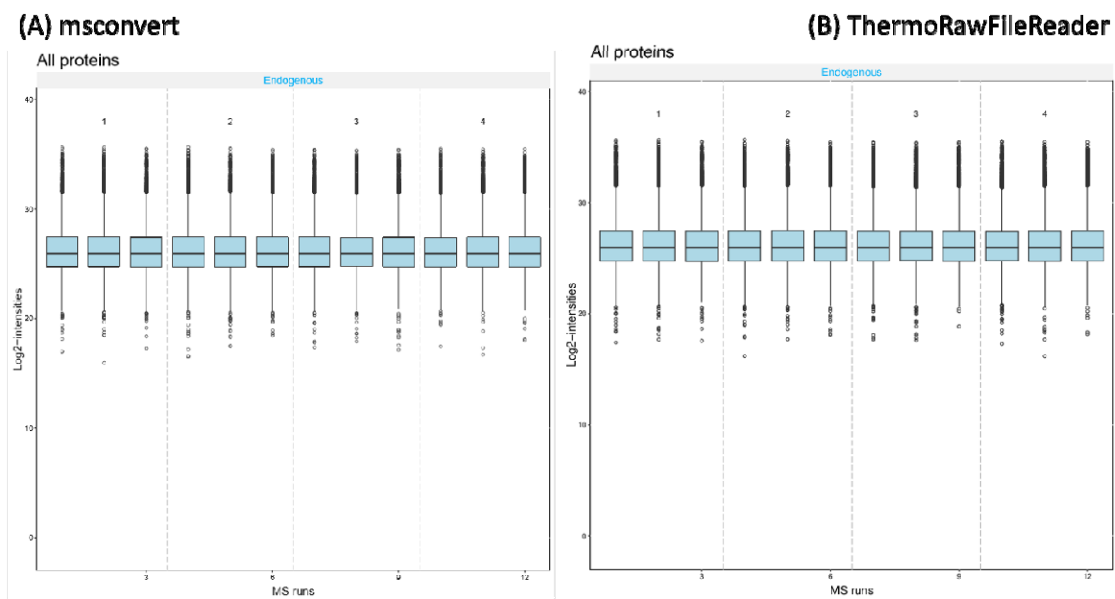 (A) msconvert
(B) ThermoRawFileReader
All proteins
Endogenous
40
1 2 3 4
30
20
10
0
Log2-intensities
3 6 9 12
MS runs
All proteins
Endogenous
40
1 2 3 4
30
20
10
0
Log2-intensities
3 6 9 12
MS runs